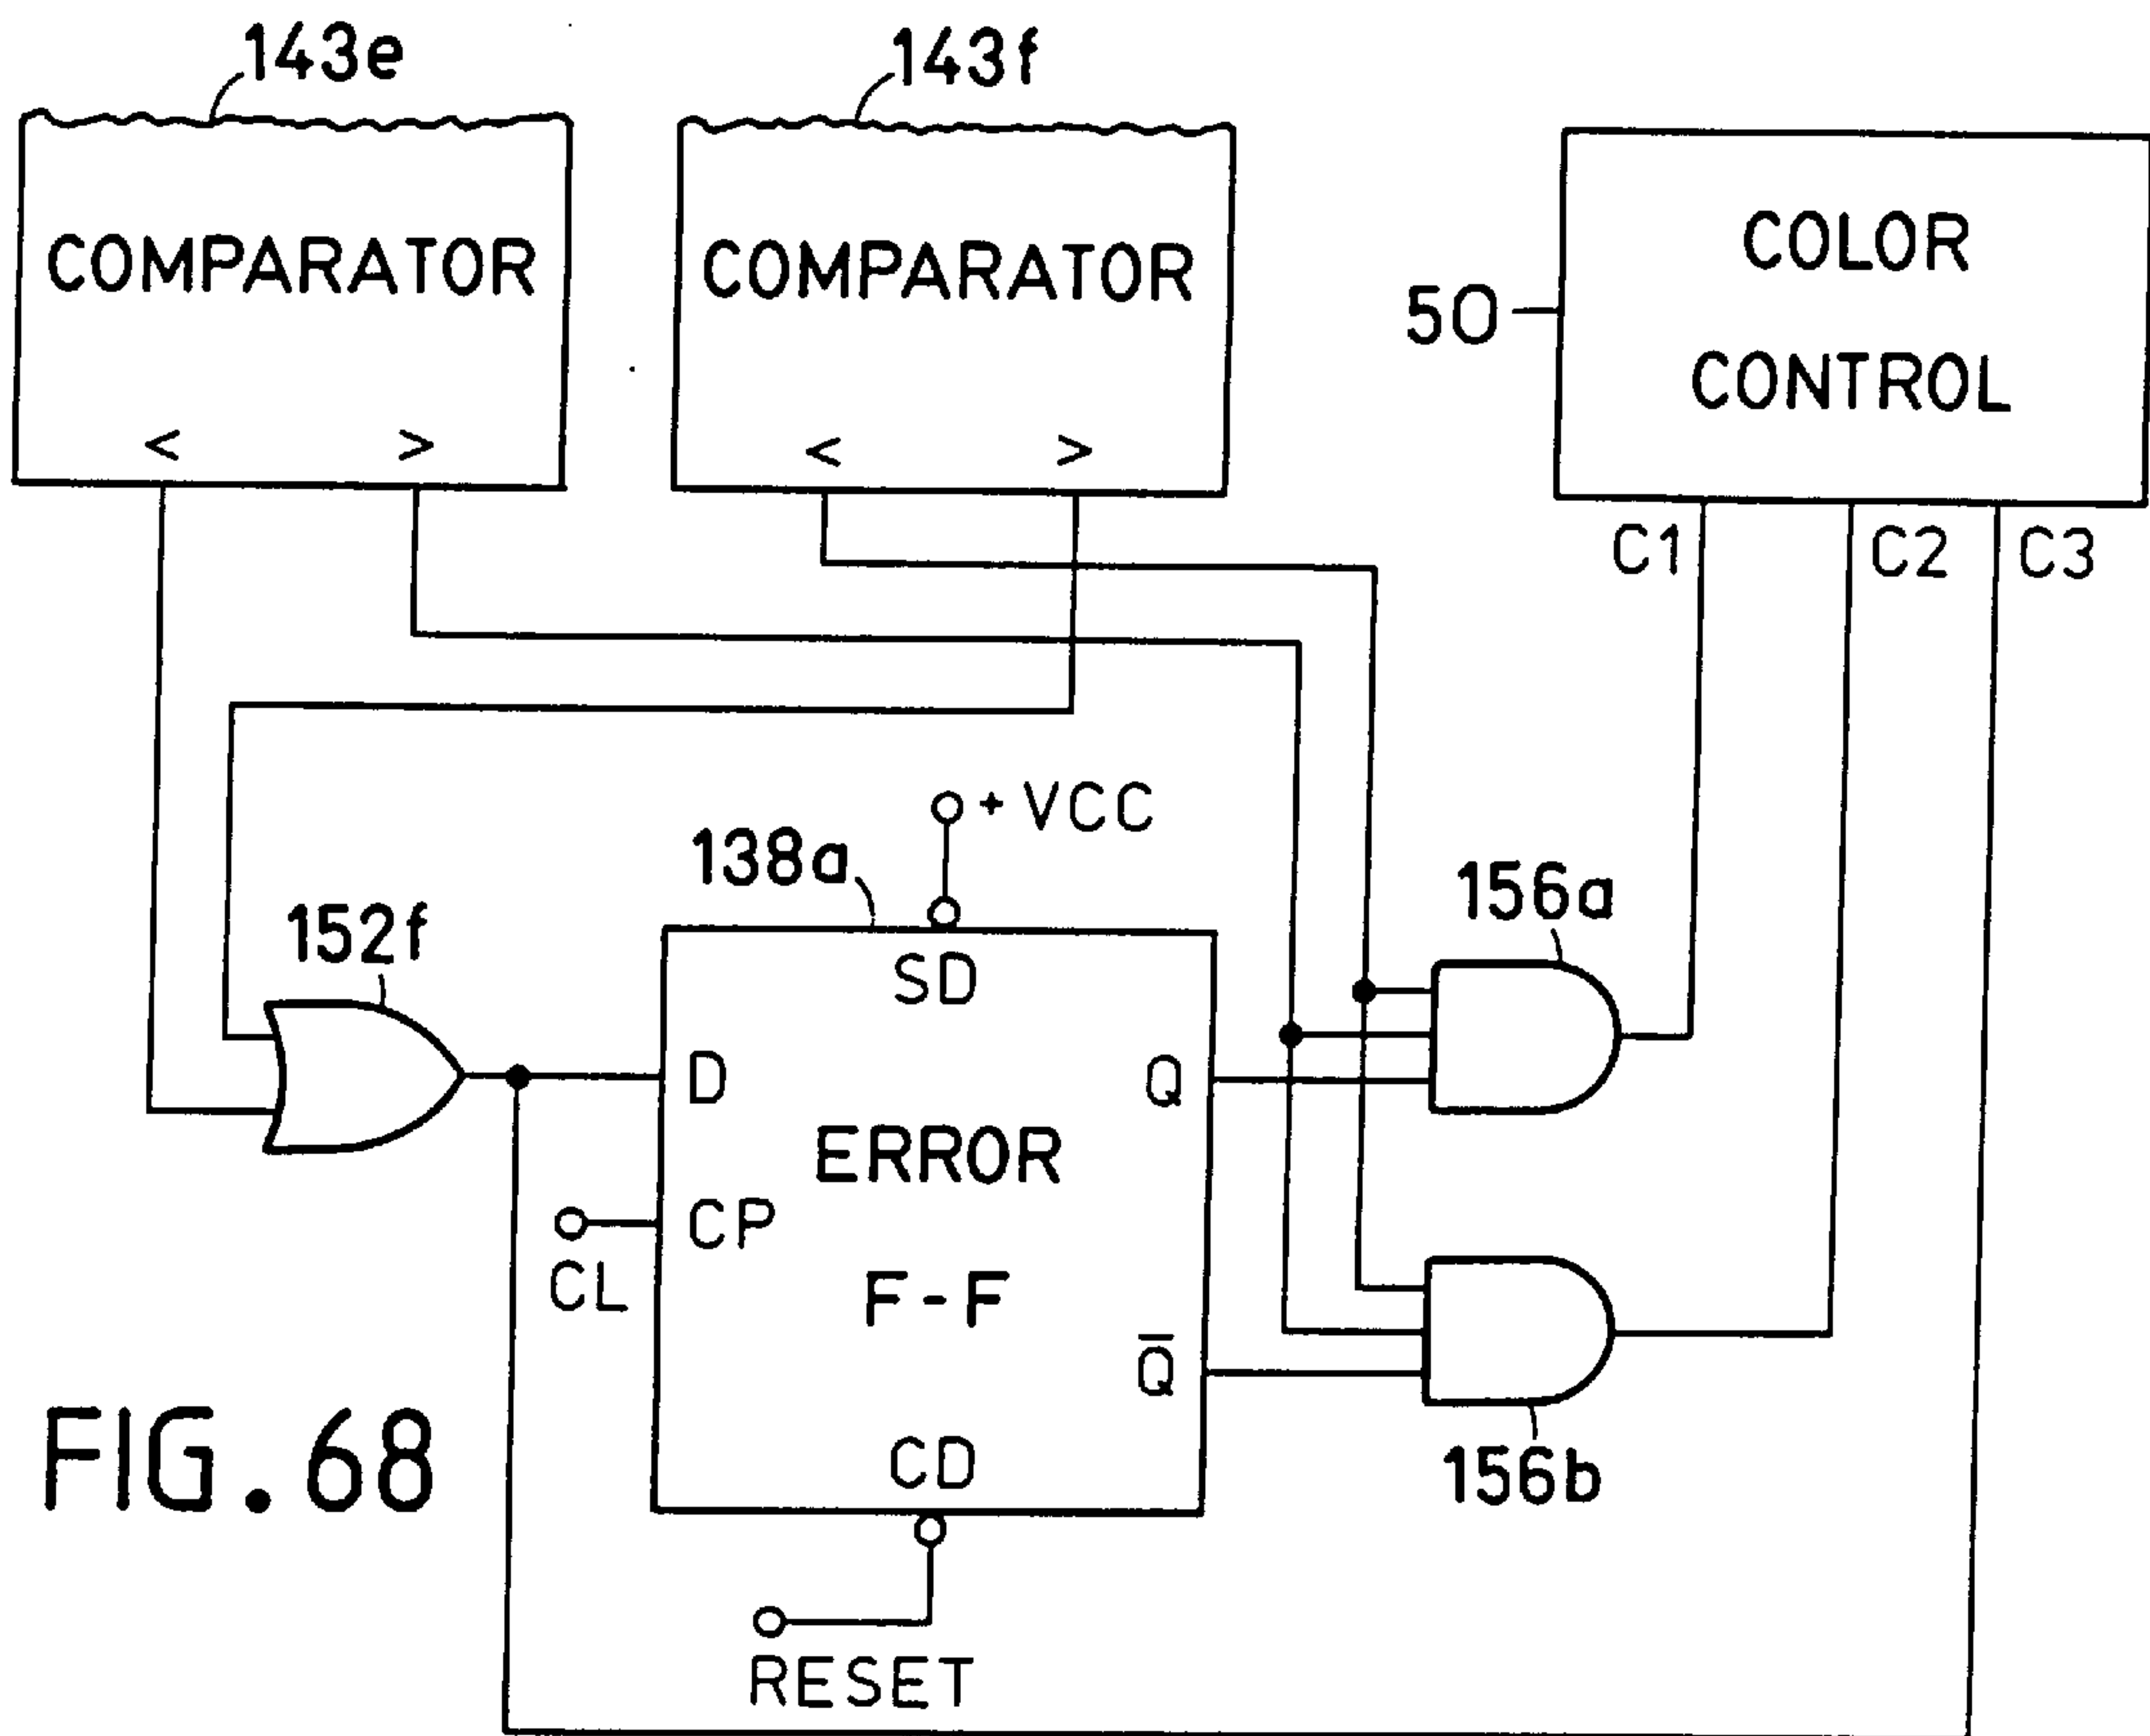 143e
143f
COMPARATOR
< >
COMPARATOR
< >
COLOR
CONTROL
50
C1
C2
C3
+ VCC
138a
152f
156a
SD
D
Q
ERROR
CP
CL
F-F
Q̅
CD
156b
RESET
FIG. 68